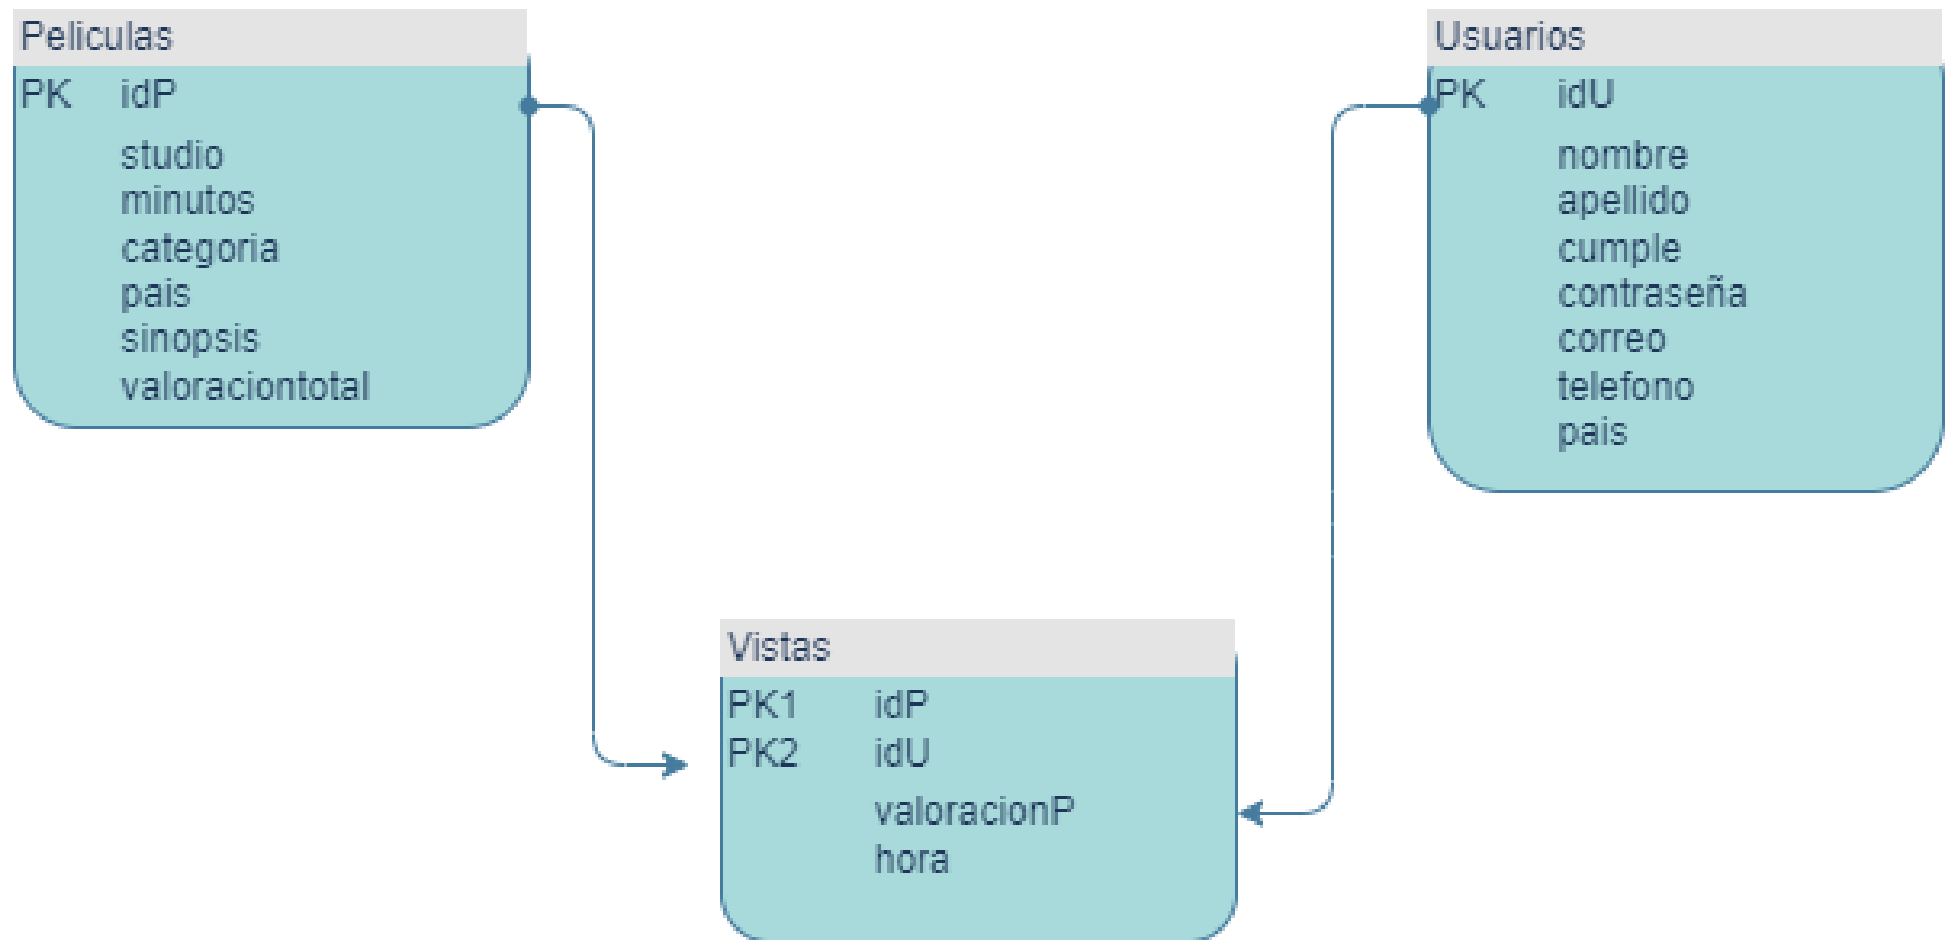 Peliculas
PK idP
studio
minutos
categoria
pais
sinopsis
valoraciontotal
Usuarios
PK idU
nombre
apellido
cumple
contraseña
correo
telefono
pais
Vistas
PK1 idP
PK2 idU
valoracionP
hora